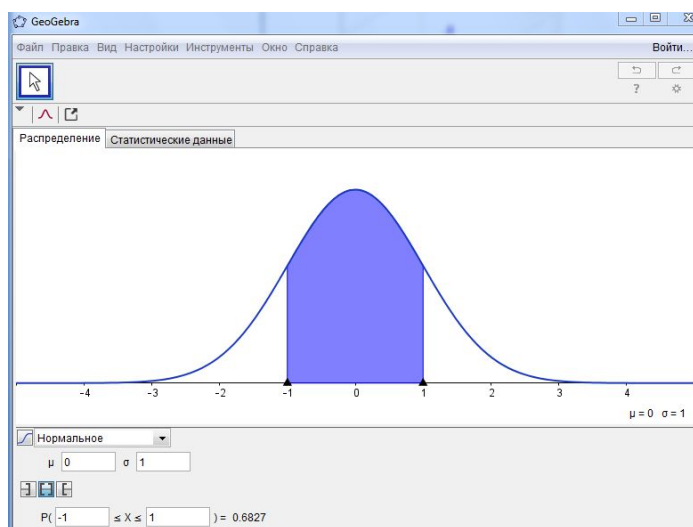 GeoGebra
Файл Правка Вид Настройки Инструменты Окно Справка Войти...
?
Распределение Статистические данные
-4 -3 -2 -1 0 1 2 3 4
μ = 0 σ = 1
Нормальное
μ 0 σ 1
P( -1 ≤ X ≤ 1 ) = 0.6827